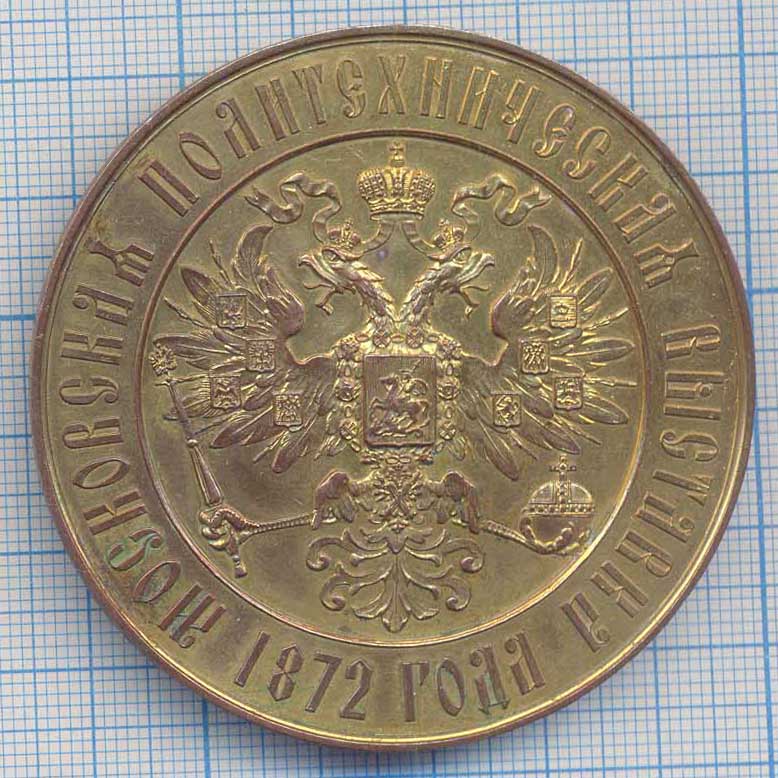 МОСКОВСКАЯ ПОЛИТЕХНИЧЕСКАЯ ВЫСТАВКА
1872 ГОДА